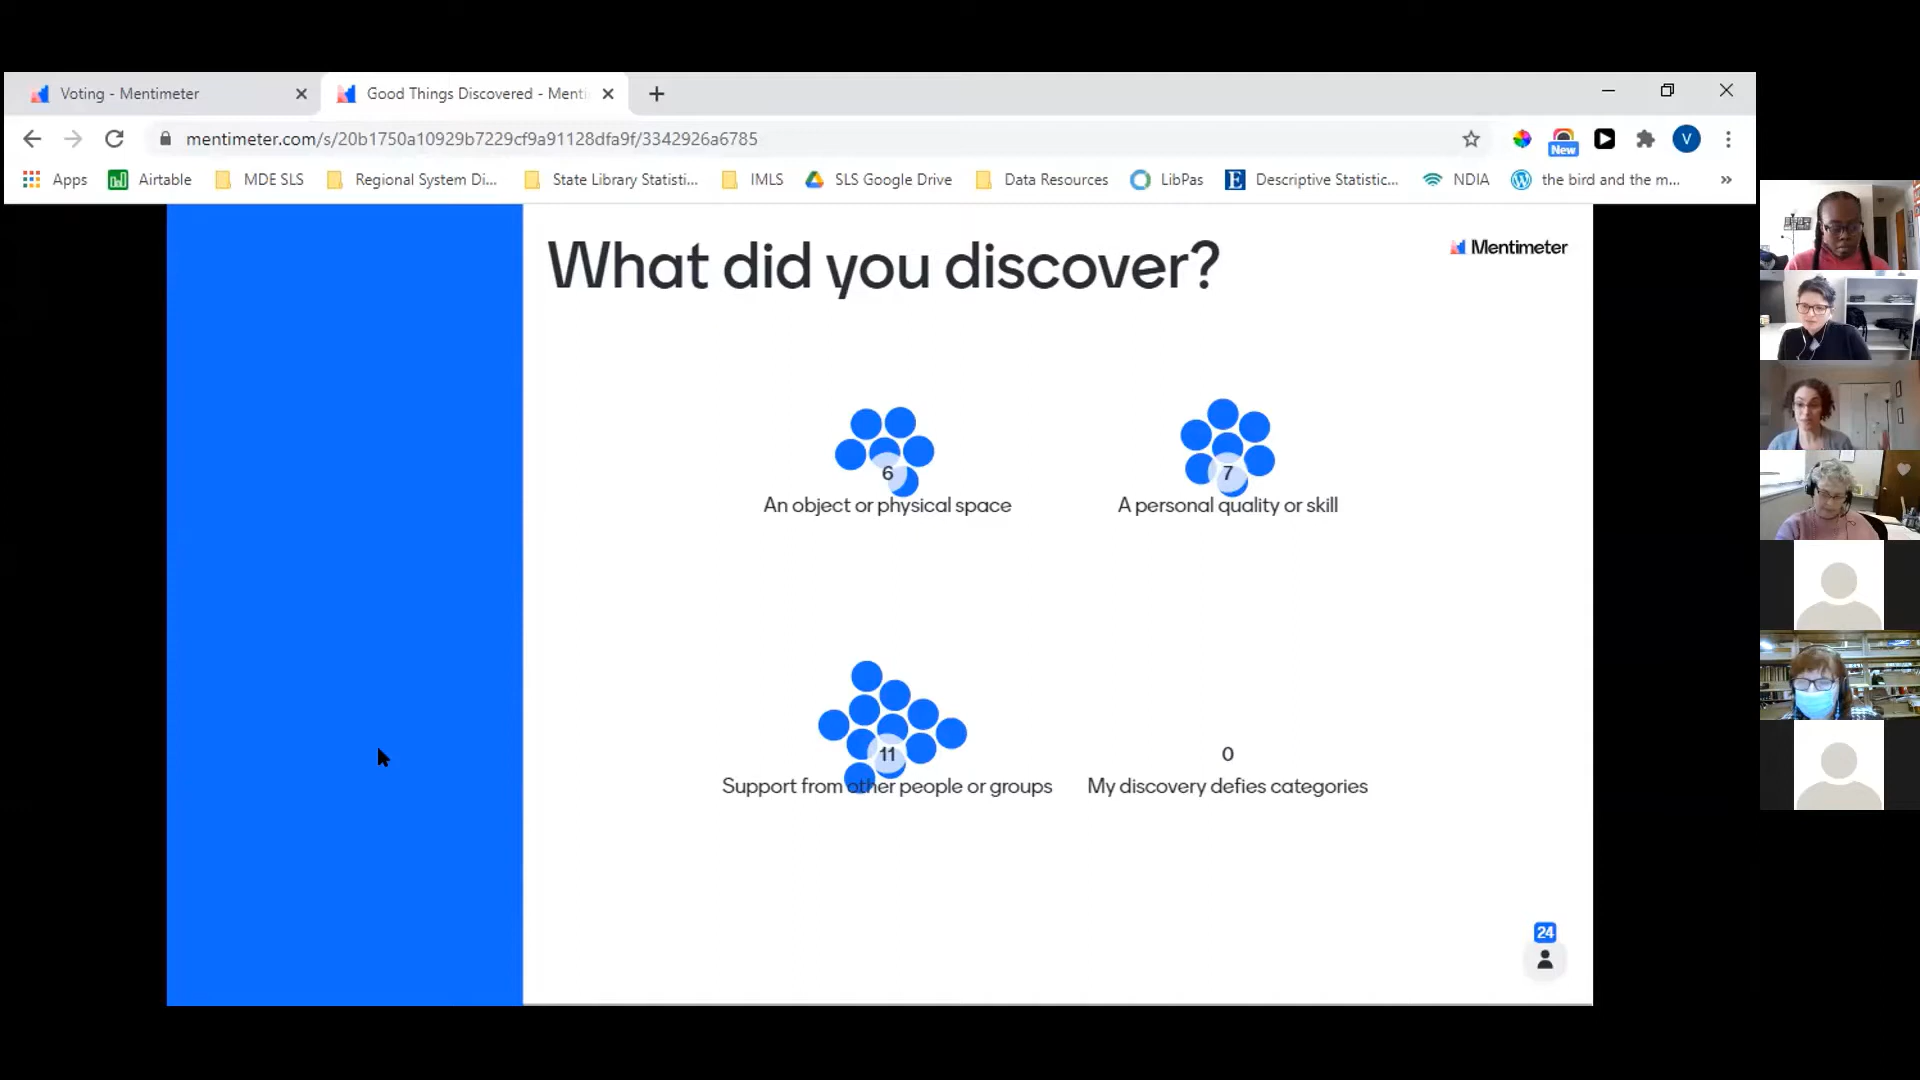 Voting - Mentimeter
Good Things Discovered - Menti
mentimeter.com/s/20b1750a10929b7229cf9a91128dfa9f/3342926a6785
New
V
Apps
Airtable
MDE SLS
Regional System Di...
State Library Statisti...
IMLS
SLS Google Drive
Data Resources
LibPas
E
Descriptive Statistic...
NDIA
the bird and the m...
»
What did you discover?
Mentimeter
6
An object or physical space
7
A personal quality or skill
11
Support from other people or groups
0
My discovery defies categories
24